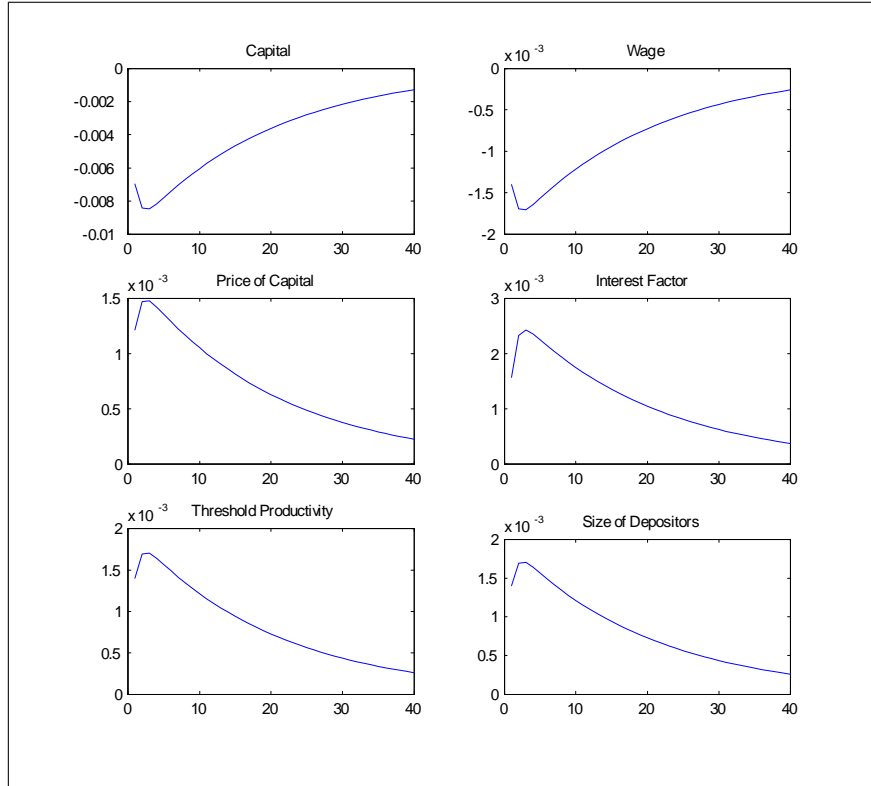 Capital
0
-0.002
-0.004
-0.006
-0.008
-0.01
0 10 20 30 40
Wage
x 10 -3
0
-0.5
-1
-1.5
-2
0 10 20 30 40
Price of Capital
x 10 -3
1.5
1
0.5
0
0 10 20 30 40
Interest Factor
x 10 -3
3
2
1
0
0 10 20 30 40
Threshold Productivity
x 10 -3
2
1.5
1
0.5
0
0 10 20 30 40
Size of Depositors
x 10 -3
2
1.5
1
0.5
0
0 10 20 30 40